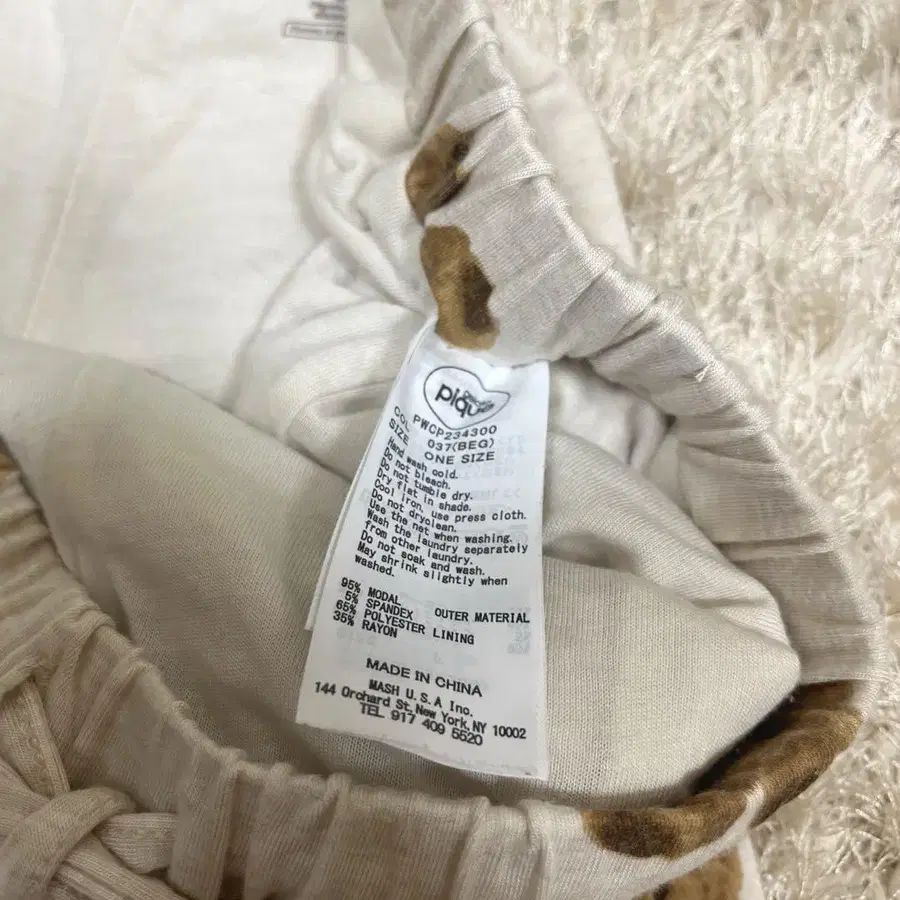 piqu
PWCP234300
COL 037(BEG)
SIZE ONE SIZE
Hand wash cold.
Do not bleach.
Do not tumble dry.
Dry flat in shade.
Cool iron, use press cloth.
Do not dryclean.
Use the net when washing.
Wash the laundry separately
from other laundry.
Do not soak and wash.
May shrink slightly when
washed.
95% MODAL
5% SPANDEX OUTER MATERIAL
65% POLYESTER LINING
35% RAYON
MADE IN CHINA
MASH U.S.A Inc.
144 Orchard St, New York, NY 10002
TEL 917 409 5520